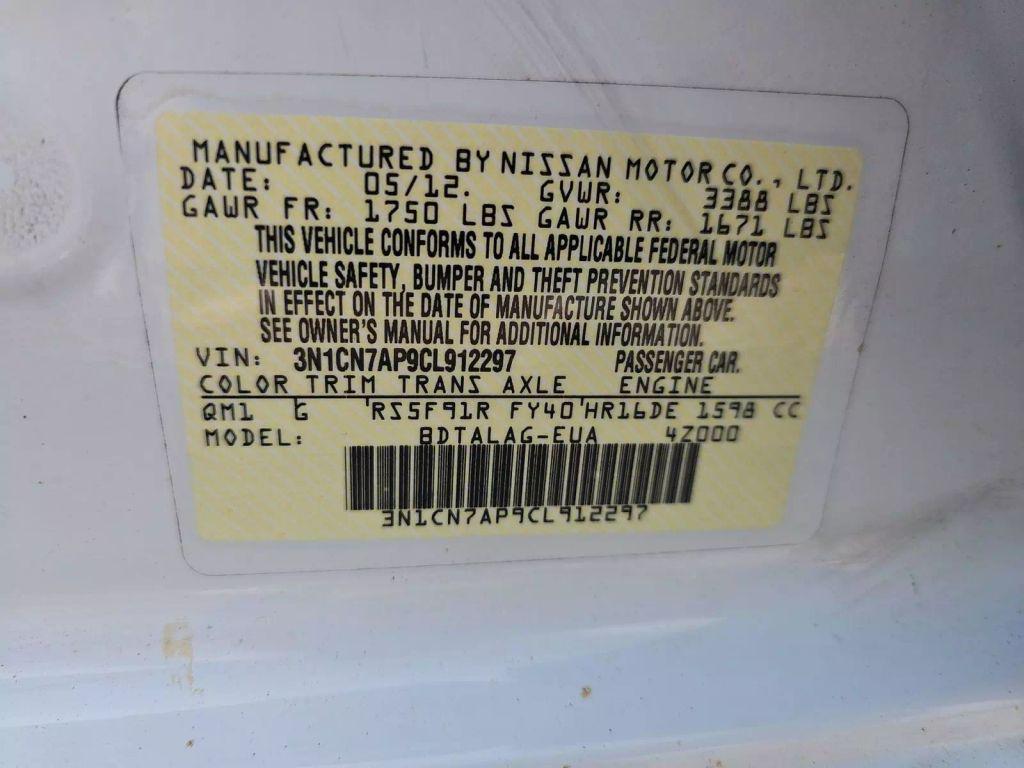 MANUFACTURED BY NISSAN MOTOR CO., LTD.
DATE: 05/12. GVWR: 3388 LBS
GAWR FR: 1750 LBS GAWR RR: 1671 LBS
THIS VEHICLE CONFORMS TO ALL APPLICABLE FEDERAL MOTOR
VEHICLE SAFETY, BUMPER AND THEFT PREVENTION STANDARDS
IN EFFECT ON THE DATE OF MANUFACTURE SHOWN ABOVE.
SEE OWNER'S MANUAL FOR ADDITIONAL INFORMATION.
VIN: 3N1CN7AP9CL912297 PASSENGER CAR.
COLOR TRIM TRANS AXLE ENGINE
QM1 G RS5F91R FY40 HR16DE 1598 CC
MODEL: BDTALAG-EUA 4Z000
3N1CN7AP9CL912297